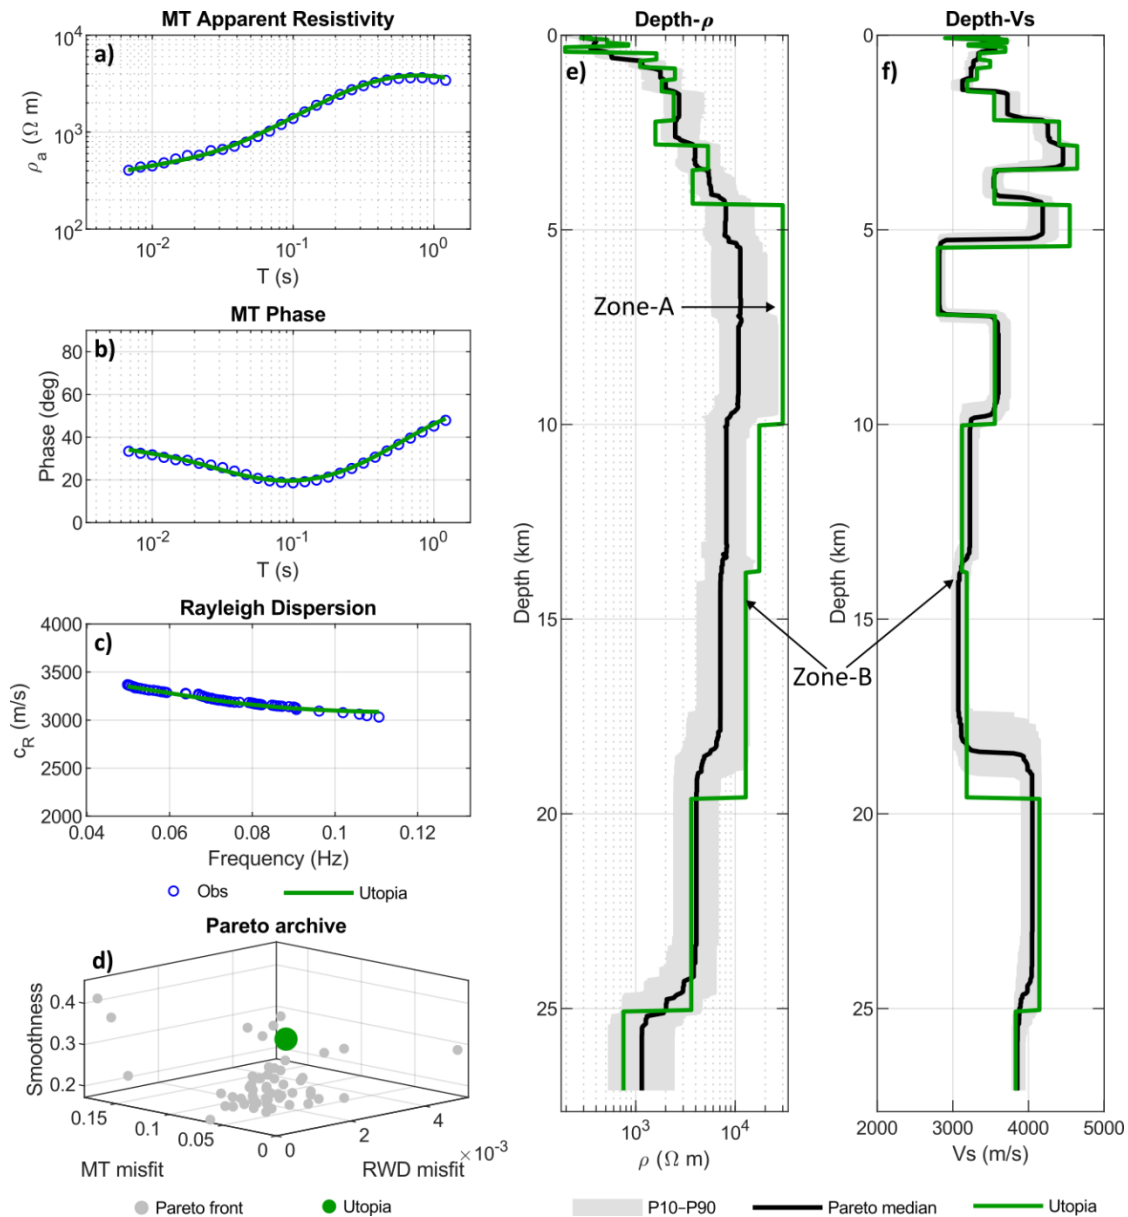 MT Apparent Resistivity
a)
10^4
10^3
10^2
ρ_a (Ω m)
10^-2
10^-1
10^0
T (s)
MT Phase
b)
80
60
40
20
0
Phase (deg)
10^-2
10^-1
10^0
T (s)
Rayleigh Dispersion
c)
4000
3500
3000
2500
2000
c_R (m/s)
0.04
0.06
0.08
0.1
0.12
Frequency (Hz)
Obs
Utopia
Pareto archive
d)
0.4
0.3
0.2
Smoothness
0.15
0.1
0.05
0
0
2
4
×10^-3
MT misfit
RWD misfit
Pareto front
Utopia
Depth-ρ
e)
0
5
10
15
20
25
Depth (km)
Zone-A
Zone-B
10^3
10^4
ρ (Ω m)
Depth-Vs
f)
0
5
10
15
20
25
Depth (km)
2000
3000
4000
5000
Vs (m/s)
P10–P90
Pareto median
Utopia